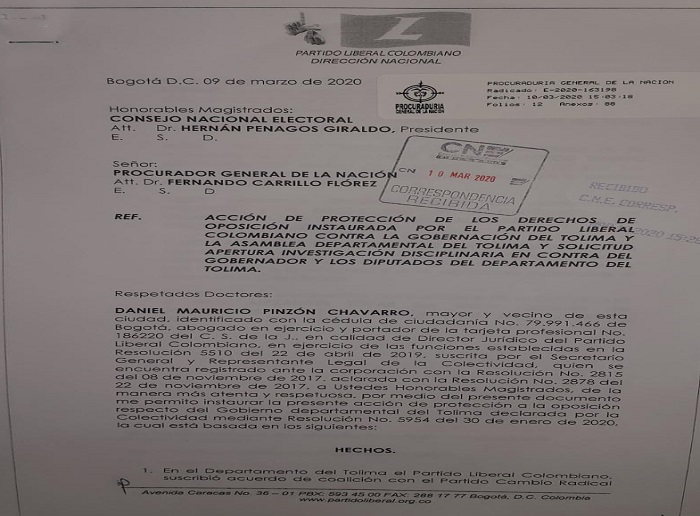 L
PARTIDO LIBERAL COLOMBIANO
DIRECCIÓN NACIONAL
Bogotá D.C. 09 de marzo de 2020
PROCURADURIA
GENERAL DE LA NACION
PROCURADURIA GENERAL DE LA NACION
Radicado: E-2020-163198
Fecha: 10/03/2020 15:03:18
Folios: 12 Anexos: 88
Honorables Magistrados:
CONSEJO NACIONAL ELECTORAL
Att. Dr. HERNÁN PENAGOS GIRALDO, Presidente
E. S. D.
CNE
CN 10 MAR 2020
CORRESPONDENCIA
RECIBIDA
Señor:
PROCURADOR GENERAL DE LA NACIÓN
Att. Dr. FERNANDO CARRILLO FLÓREZ
E. S. D
RECIBIDO
C.N.E. CORRESP.
REF. ACCIÓN DE PROTECCIÓN DE LOS DERECHOS DE
OPOSICIÓN INSTAURADA POR EL PARTIDO LIBERAL
COLOMBIANO CONTRA LA GOBERNACIÓN DEL TOLIMA Y
LA ASAMBLEA DEPARTAMENTAL DEL TOLIMA Y SOLICITUD
APERTURA INVESTIGACIÓN DISCIPLINARIA EN CONTRA DEL
GOBERNADOR Y LOS DIPUTADOS DEL DEPARTAMENTO DEL
TOLIMA.
Respetados Doctores:
DANIEL MAURICIO PINZÓN CHAVARRO, mayor y vecino de esta
ciudad, identificado con la cédula de ciudadanía No. 79.991.466 de
Bogotá, abogado en ejercicio y portador de la tarjeta profesional No.
186220 del C. S. de la J., en calidad de Director Jurídico del Partido
Liberal Colombiano, en ejercicio de las funciones establecidas en la
Resolución 5510 del 22 de abril de 2019, suscrita por el Secretario
General y Representante Legal de la Colectividad, quien se
encuentra registrado ante la corporación con la Resolución No. 2815
del 08 de noviembre de 2017, aclarada con la Resolución No. 2878 del
22 de noviembre de 2017, a Ustedes Honorables Magistrados, de la
manera más atenta y respetuosa, por medio del presente documento
me permito instaurar la presente acción de protección a la oposición
respecto del Gobierno departamental del Tolima declarada por la
Colectividad mediante Resolución No. 5954 del 30 de enero de 2020,
la cual está basada en los siguientes:
HECHOS.
1. En el Departamento del Tolima el Partido Liberal Colombiano,
suscribió acuerdo de coalición con el Partido Cambio Radical
Avenida Caracas No. 36 – 01 PBX: 593 45 00 FAX: 288 17 77 Bogotá, D.C. Colombia
www.partidoliberal.org.co